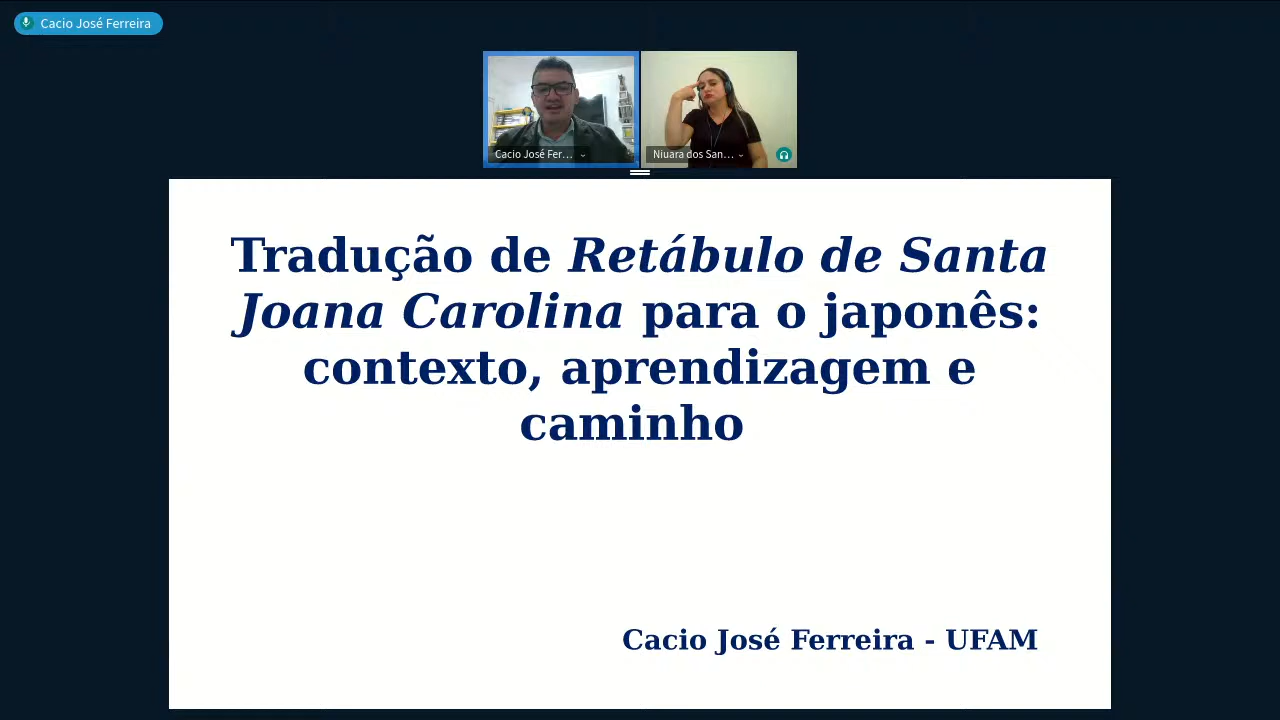 Cacio José Ferreira
Cacio José Fer...
Niuara dos San...
Tradução de Retábulo de Santa
Joana Carolina para o japonês:
contexto, aprendizagem e
caminho
Cacio José Ferreira - UFAM